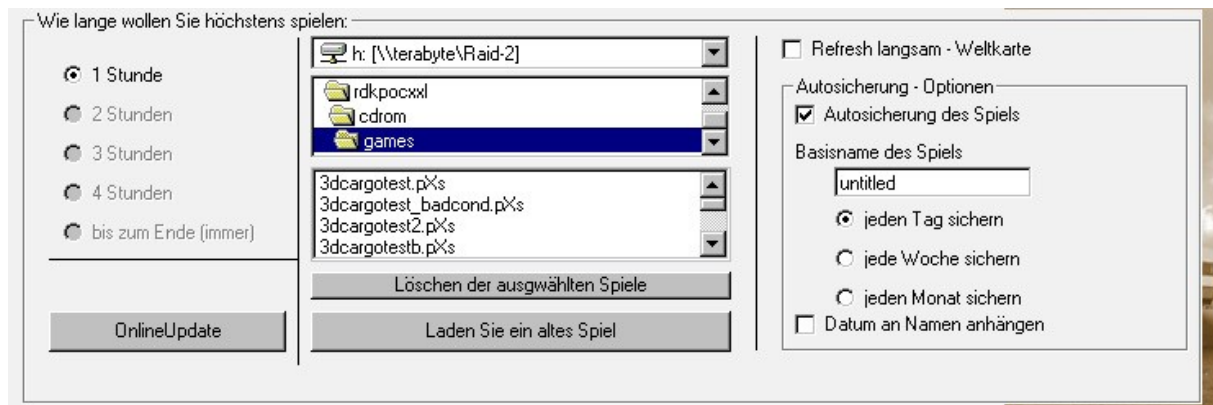 Wie lange wollen Sie höchstens spielen:
1 Stunde
2 Stunden
3 Stunden
4 Stunden
bis zum Ende (immer)
OnlineUpdate
h: [\\terabyte\Raid-2]
rdkpocxxl
cdrom
games
3dcargotest.pXs
3dcargotest_badcond.pXs
3dcargotest2.pXs
3dcargotestb.pXs
Löschen der ausgwählten Spiele
Laden Sie ein altes Spiel
Refresh langsam - Weltkarte
Autosicherung - Optionen
Autosicherung des Spiels
Basisname des Spiels
untitled
jeden Tag sichern
jede Woche sichern
jeden Monat sichern
Datum an Namen anhängen